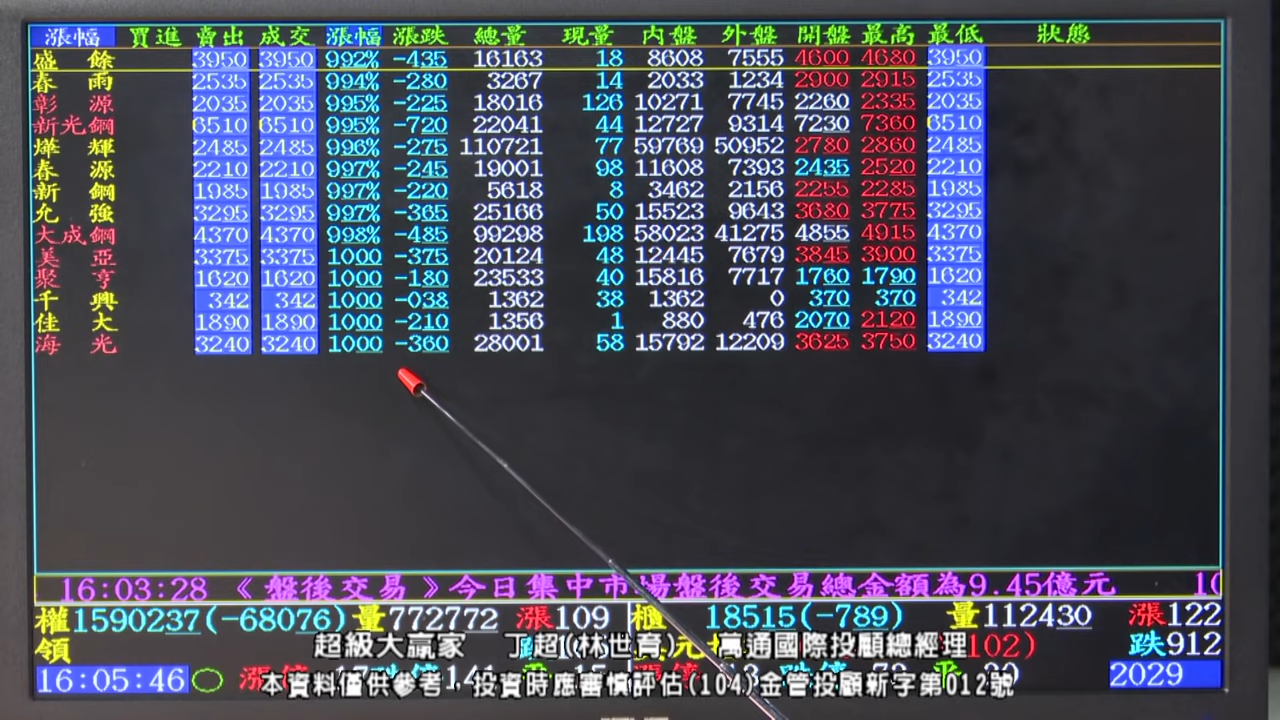 漲幅 買進 賣出 成交 漲幅 漲跌 總量 現量 內盤 外盤 開盤 最高 最低 狀態
盛餘 3950 3950 992% -435 16163 18 8608 7555 4600 4680 3950
春雨 2535 2535 994% -280 3267 14 2033 1234 2900 2915 2535
彰源 2035 2035 995% -225 18016 126 10271 7745 2260 2335 2035
新光鋼 6510 6510 995% -720 22041 44 12727 9314 7230 7360 6510
燁輝 2485 2485 996% -275 110721 77 59769 50952 2780 2860 2485
春源 2210 2210 997% -245 19001 98 11608 7393 2435 2520 2210
新鋼 1985 1985 997% -220 5618 8 3462 2156 2255 2285 1985
允強 3295 3295 997% -365 25166 50 15523 9643 3680 3775 3295
大成鋼 4370 4370 998% -485 99298 198 58023 41275 4855 4915 4370
美亞 3375 3375 1000 -375 20124 48 12445 7679 3845 3900 3375
聚亨 1620 1620 1000 -180 23533 40 15816 7717 1760 1790 1620
千興 342 342 1000 -038 1362 38 1362 0 370 370 342
佳大 1890 1890 1000 -210 1356 1 880 476 2070 2120 1890
海光 3240 3240 1000 -360 28001 58 15792 12209 3625 3750 3240
16:03:28 《 盤後交易 》今日集中市場盤後交易總金額為9.45億元
權1590237(-68076)量772772 漲109 櫃 18515(-789) 量112430 漲122
領 102) 跌912
超級大贏家 丁超(林世育) 萬通國際投顧總經理
16:05:46 2029
本資料僅供參考，投資時應審慎評估(104)金管投顧新字第012號